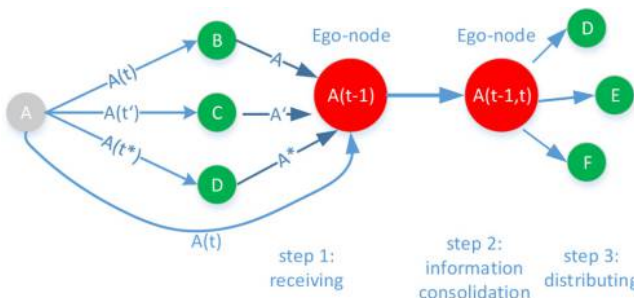 B
D
Ego-node
Ego-node
A(t)
A
A
A(t')
C
A'
A(t-1)
A(t-1,t)
E
A(t*)
D
A*
F
A(t)
step 1:
receiving
step 2:
information
consolidation
step 3:
distributing